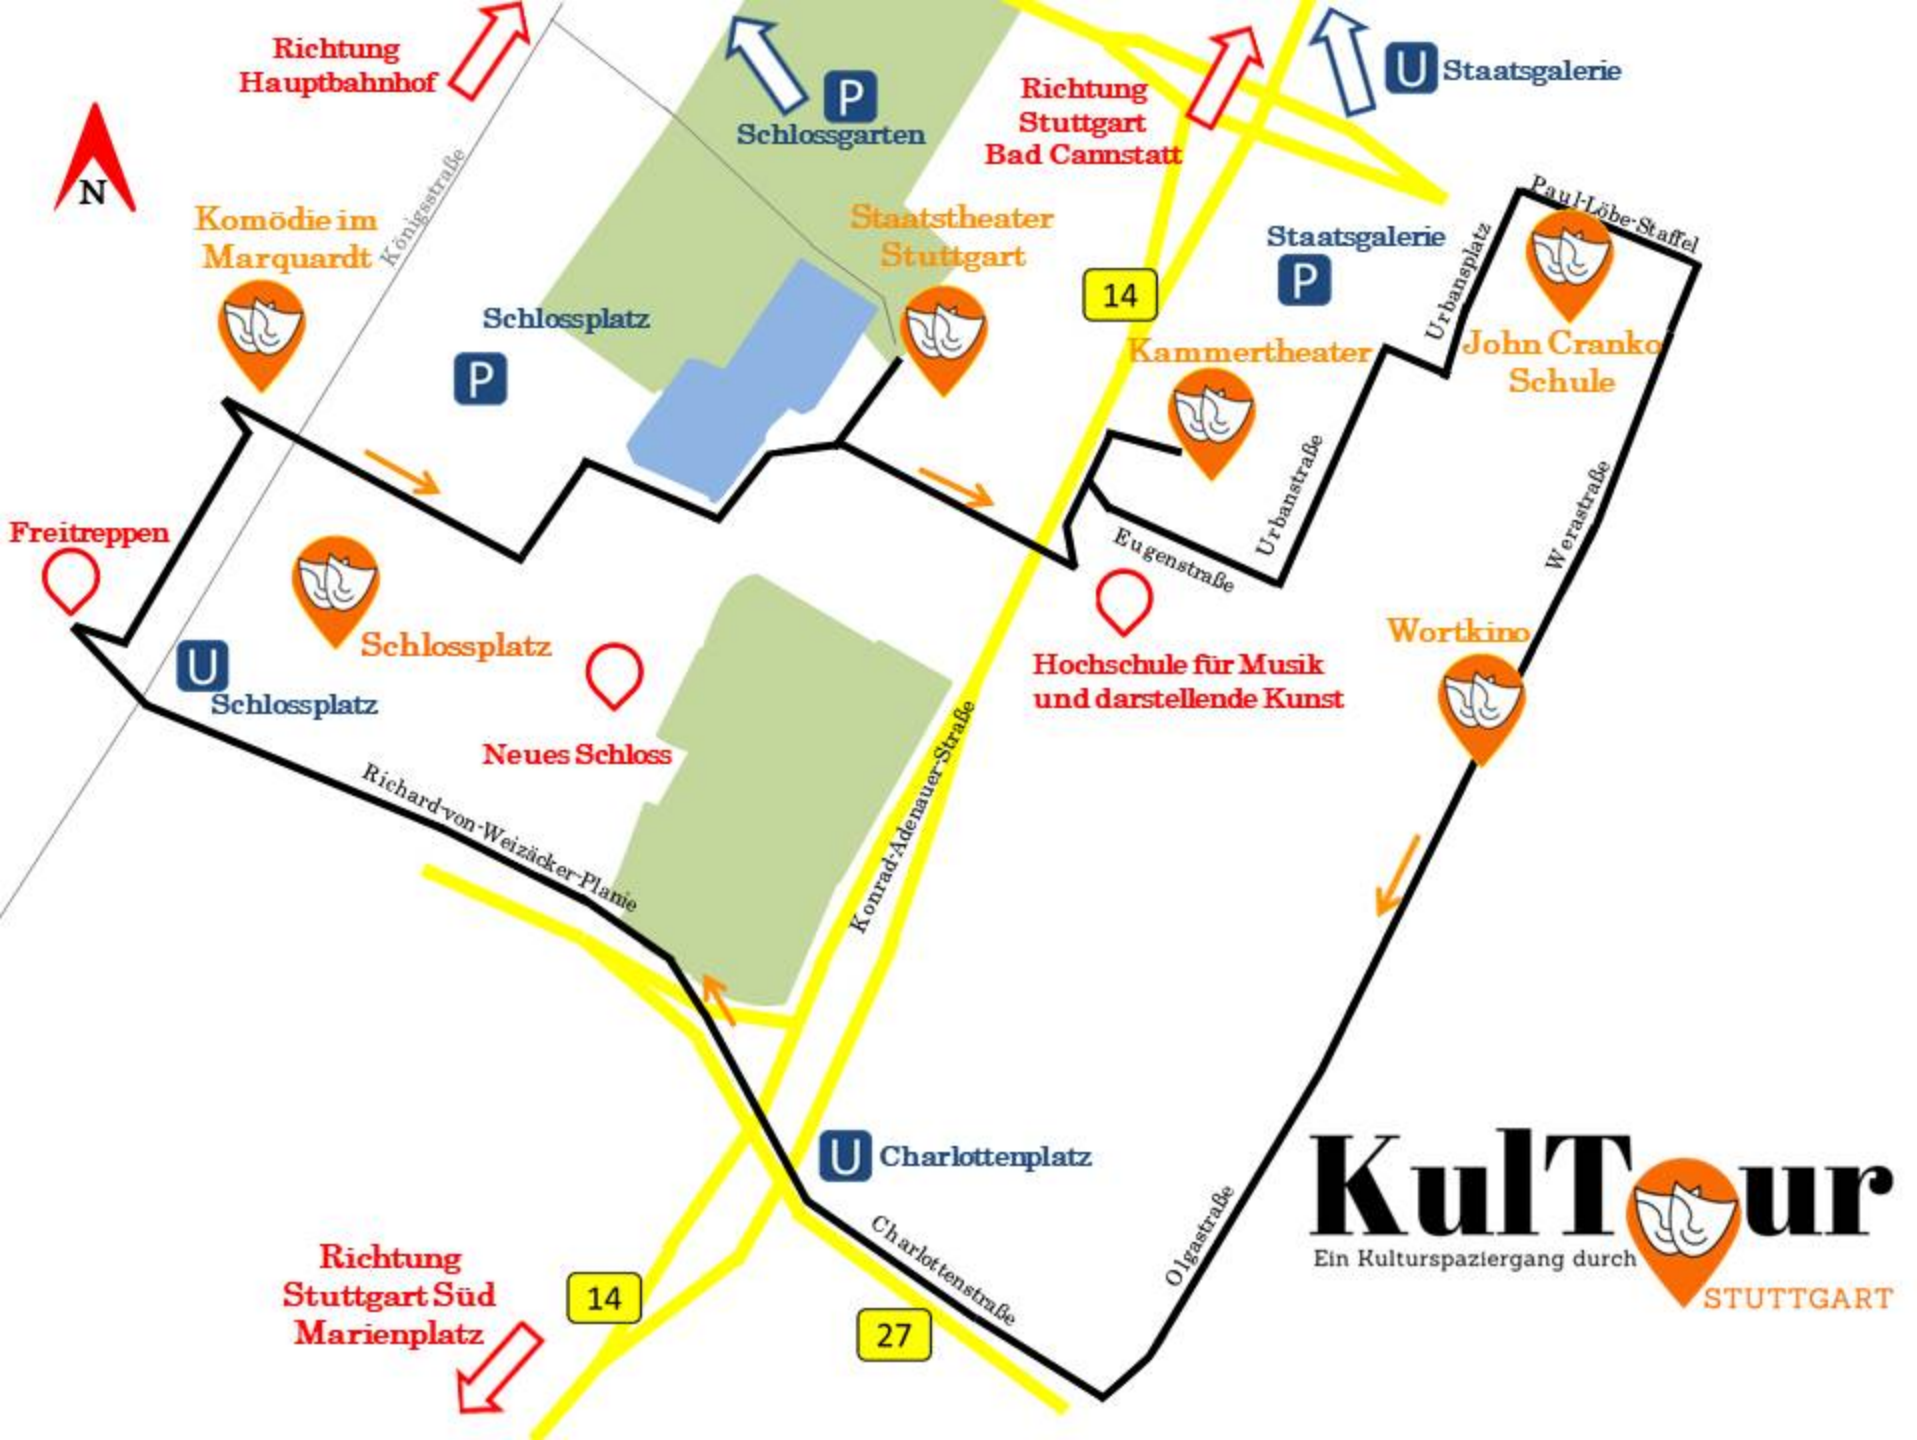 Richtung
Hauptbahnhof
P
Schlossgarten
Richtung
Stuttgart
Bad Cannstatt
U Staatsgalerie
N
Königsstraße
Komödie im
Marquardt
Staatstheater
Stuttgart
Staatsgalerie
P
Paul-Löbe-Staffel
Urbansplatz
14
Schlossplatz
P
Kammertheater
John Cranko
Schule
Urbanstraße
Eugenstraße
Werastraße
Freitreppen
U
Schlossplatz
Schlossplatz
Neues Schloss
Hochschule für Musik
und darstellende Kunst
Wortkino
Konrad-Adenauer-Straße
Richard-von-Weizäcker-Planie
U Charlottenplatz
Charlottenstraße
Olgastraße
Richtung
Stuttgart Süd
Marienplatz
14
27
KulTour
Ein Kulturspaziergang durch
STUTTGART